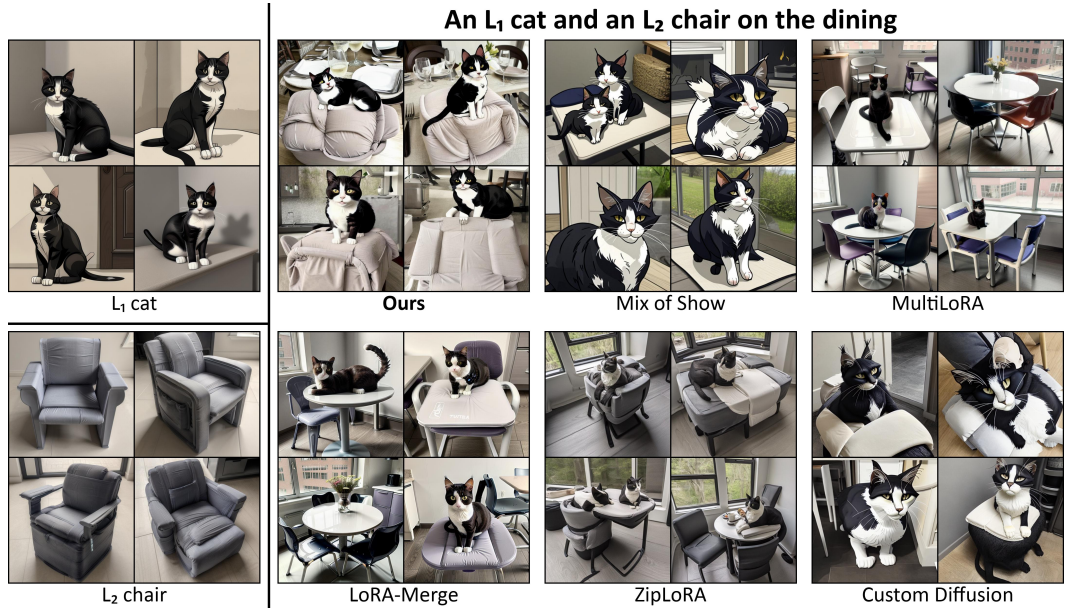 An L₁ cat and an L₂ chair on the dining
L₁ cat
Ours
Mix of Show
MultiLoRA
L₂ chair
LoRA-Merge
ZipLoRA
Custom Diffusion